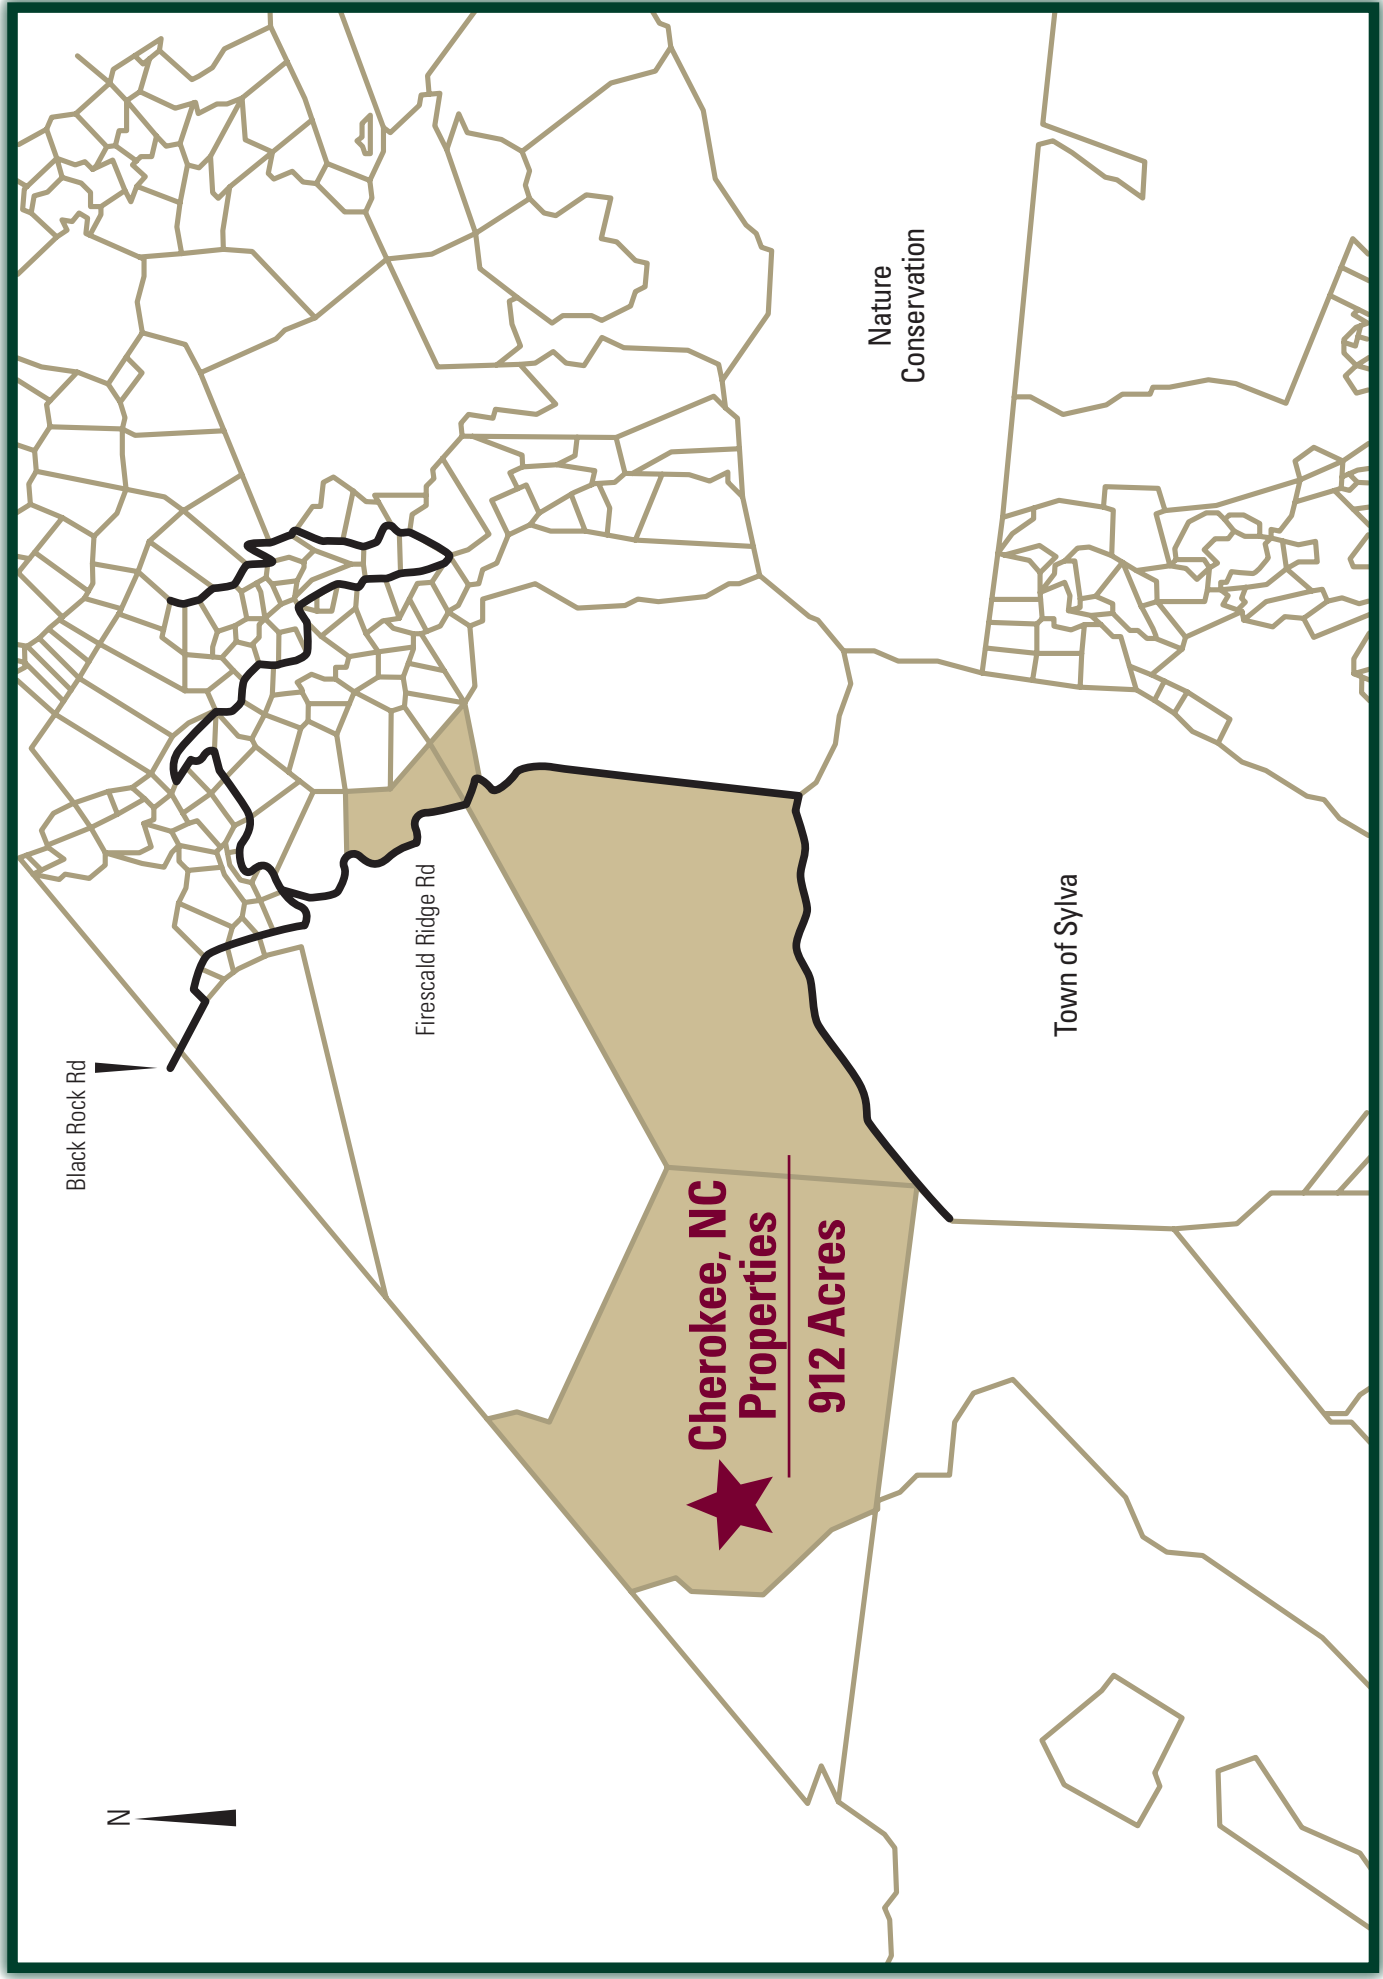 N
Black Rock Rd
Firescald Ridge Rd
Cherokee, NC
Properties
912 Acres
Nature
Conservation
Town of Sylva